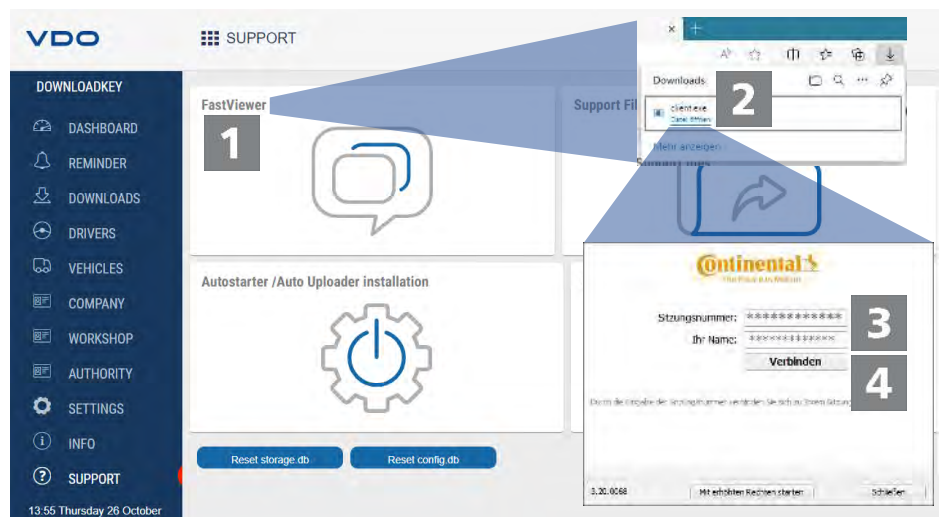 VDO
SUPPORT
DOWNLOADKEY
DASHBOARD
REMINDER
DOWNLOADS
DRIVERS
VEHICLES
COMPANY
WORKSHOP
AUTHORITY
SETTINGS
INFO
SUPPORT
13:55 Thursday 26 October
FastViewer
1
Support Fil
Autostarter /Auto Uploader installation
Reset storage.db
Reset config.db
Downloads
2
client.exe
Datei öffnen
Mehr anzeigen
Continental
Sitzungsnummer: ************
3
Ihr Name: *************
Verbinden
4
Durch die Eingabe der Sitzungsnummer verbinden Sie sich zu Ihrem
3.20.0068
Mit erhöhten Rechten starten
Schließen